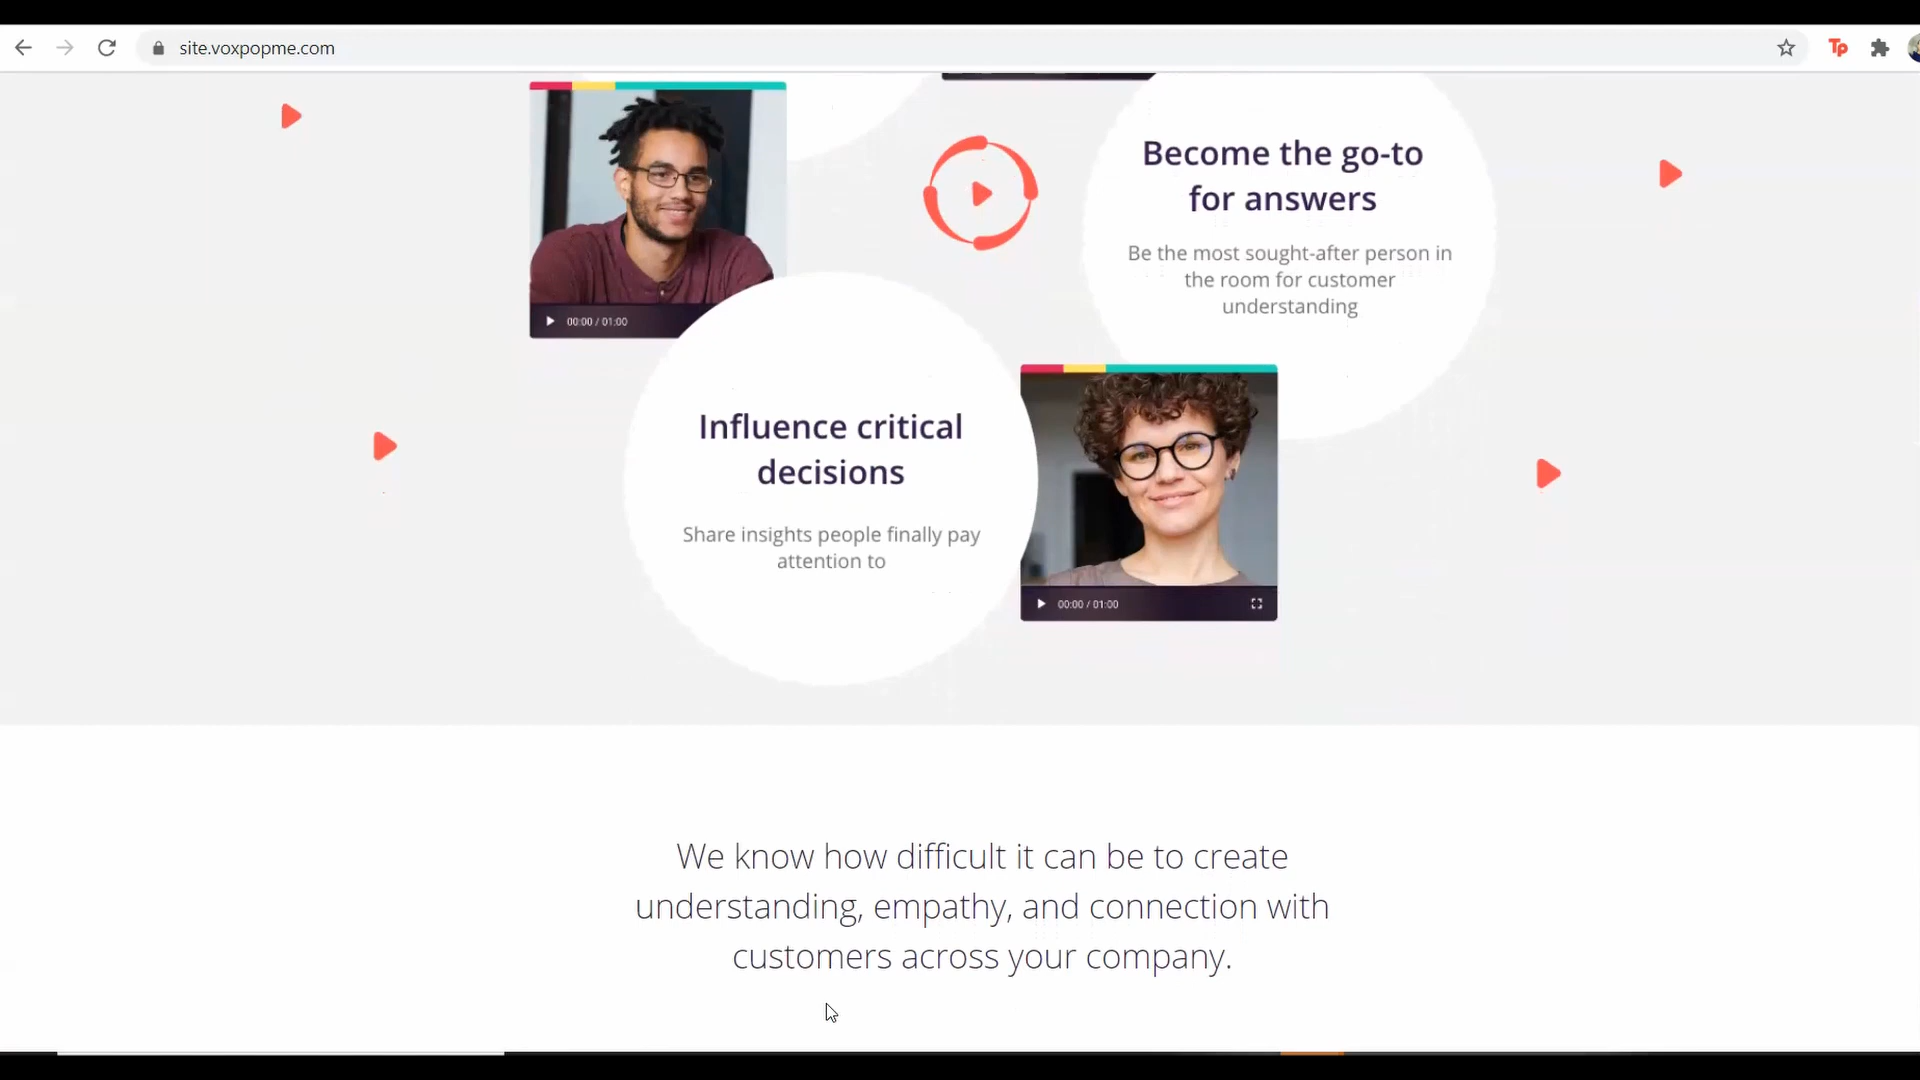 site.voxpopme.com
Tp
Become the go-to
for answers
Be the most sought-after person in
the room for customer
understanding
00:00 / 01:00
Influence critical
decisions
Share insights people finally pay
attention to
00:00 / 01:00
We know how difficult it can be to create
understanding, empathy, and connection with
customers across your company.